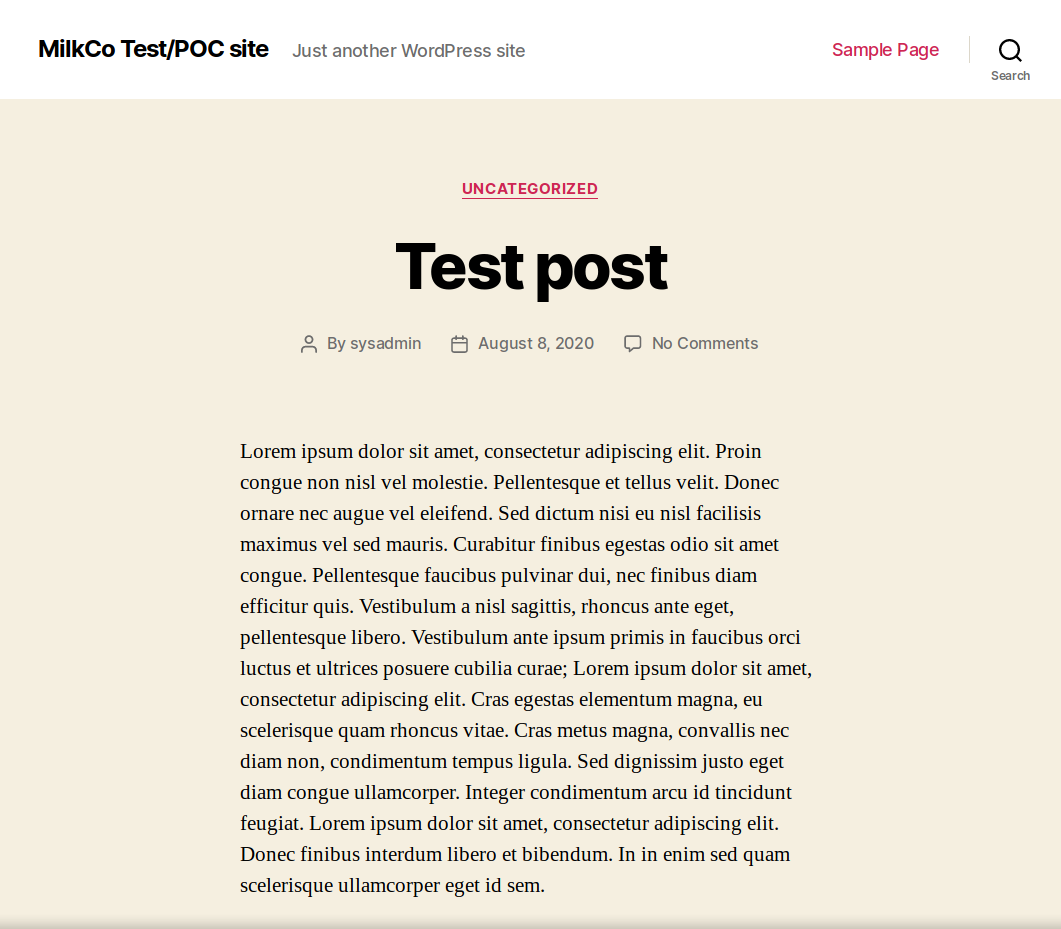 MilkCo Test/POC site Just another WordPress site Sample Page
Search
UNCATEGORIZED
Test post
By sysadmin August 8, 2020 No Comments
Lorem ipsum dolor sit amet, consectetur adipiscing elit. Proin
congue non nisl vel molestie. Pellentesque et tellus velit. Donec
ornare nec augue vel eleifend. Sed dictum nisi eu nisl facilisis
maximus vel sed mauris. Curabitur finibus egestas odio sit amet
congue. Pellentesque faucibus pulvinar dui, nec finibus diam
efficitur quis. Vestibulum a nisl sagittis, rhoncus ante eget,
pellentesque libero. Vestibulum ante ipsum primis in faucibus orci
luctus et ultrices posuere cubilia curae; Lorem ipsum dolor sit amet,
consectetur adipiscing elit. Cras egestas elementum magna, eu
scelerisque quam rhoncus vitae. Cras metus magna, convallis nec
diam non, condimentum tempus ligula. Sed dignissim justo eget
diam congue ullamcorper. Integer condimentum arcu id tincidunt
feugiat. Lorem ipsum dolor sit amet, consectetur adipiscing elit.
Donec finibus interdum libero et bibendum. In in enim sed quam
scelerisque ullamcorper eget id sem.